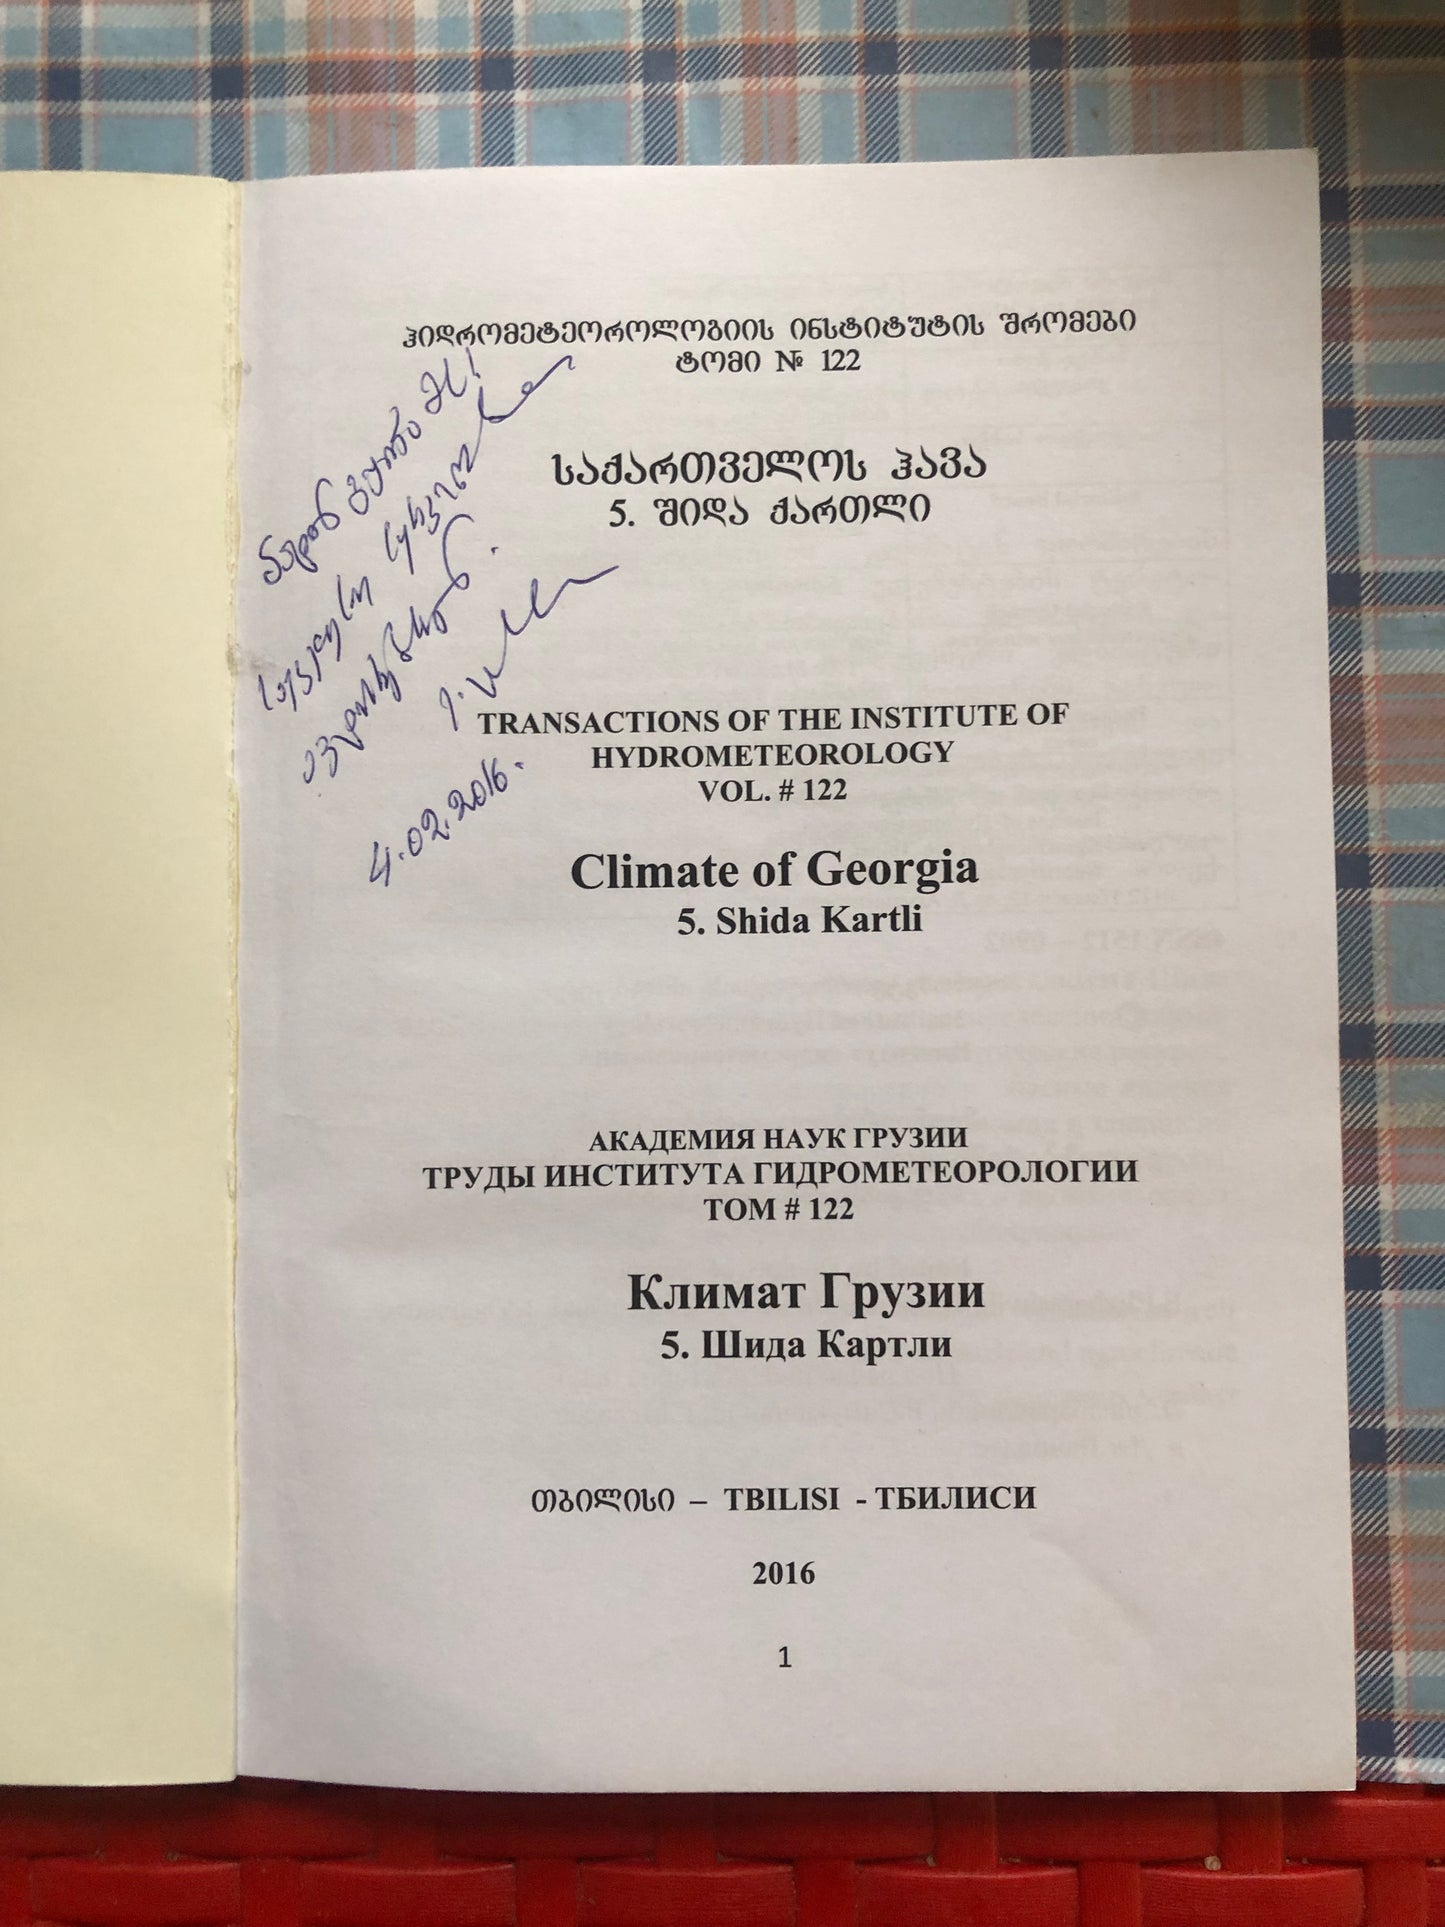 ჰიდრომეტეოროლოგიის ინსტიტუტის შრომები
ტომი № 122
საქართველოს ჰავა
5. შიდა ქართლი
4.02.2016.
TRANSACTIONS OF THE INSTITUTE OF
HYDROMETEOROLOGY
VOL. # 122
Climate of Georgia
5. Shida Kartli
АКАДЕМИЯ НАУК ГРУЗИИ
ТРУДЫ ИНСТИТУТА ГИДРОМЕТЕОРОЛОГИИ
ТОМ # 122
Климат Грузии
5. Шида Картли
თბილისი – TBILISI - ТБИЛИСИ
2016
1